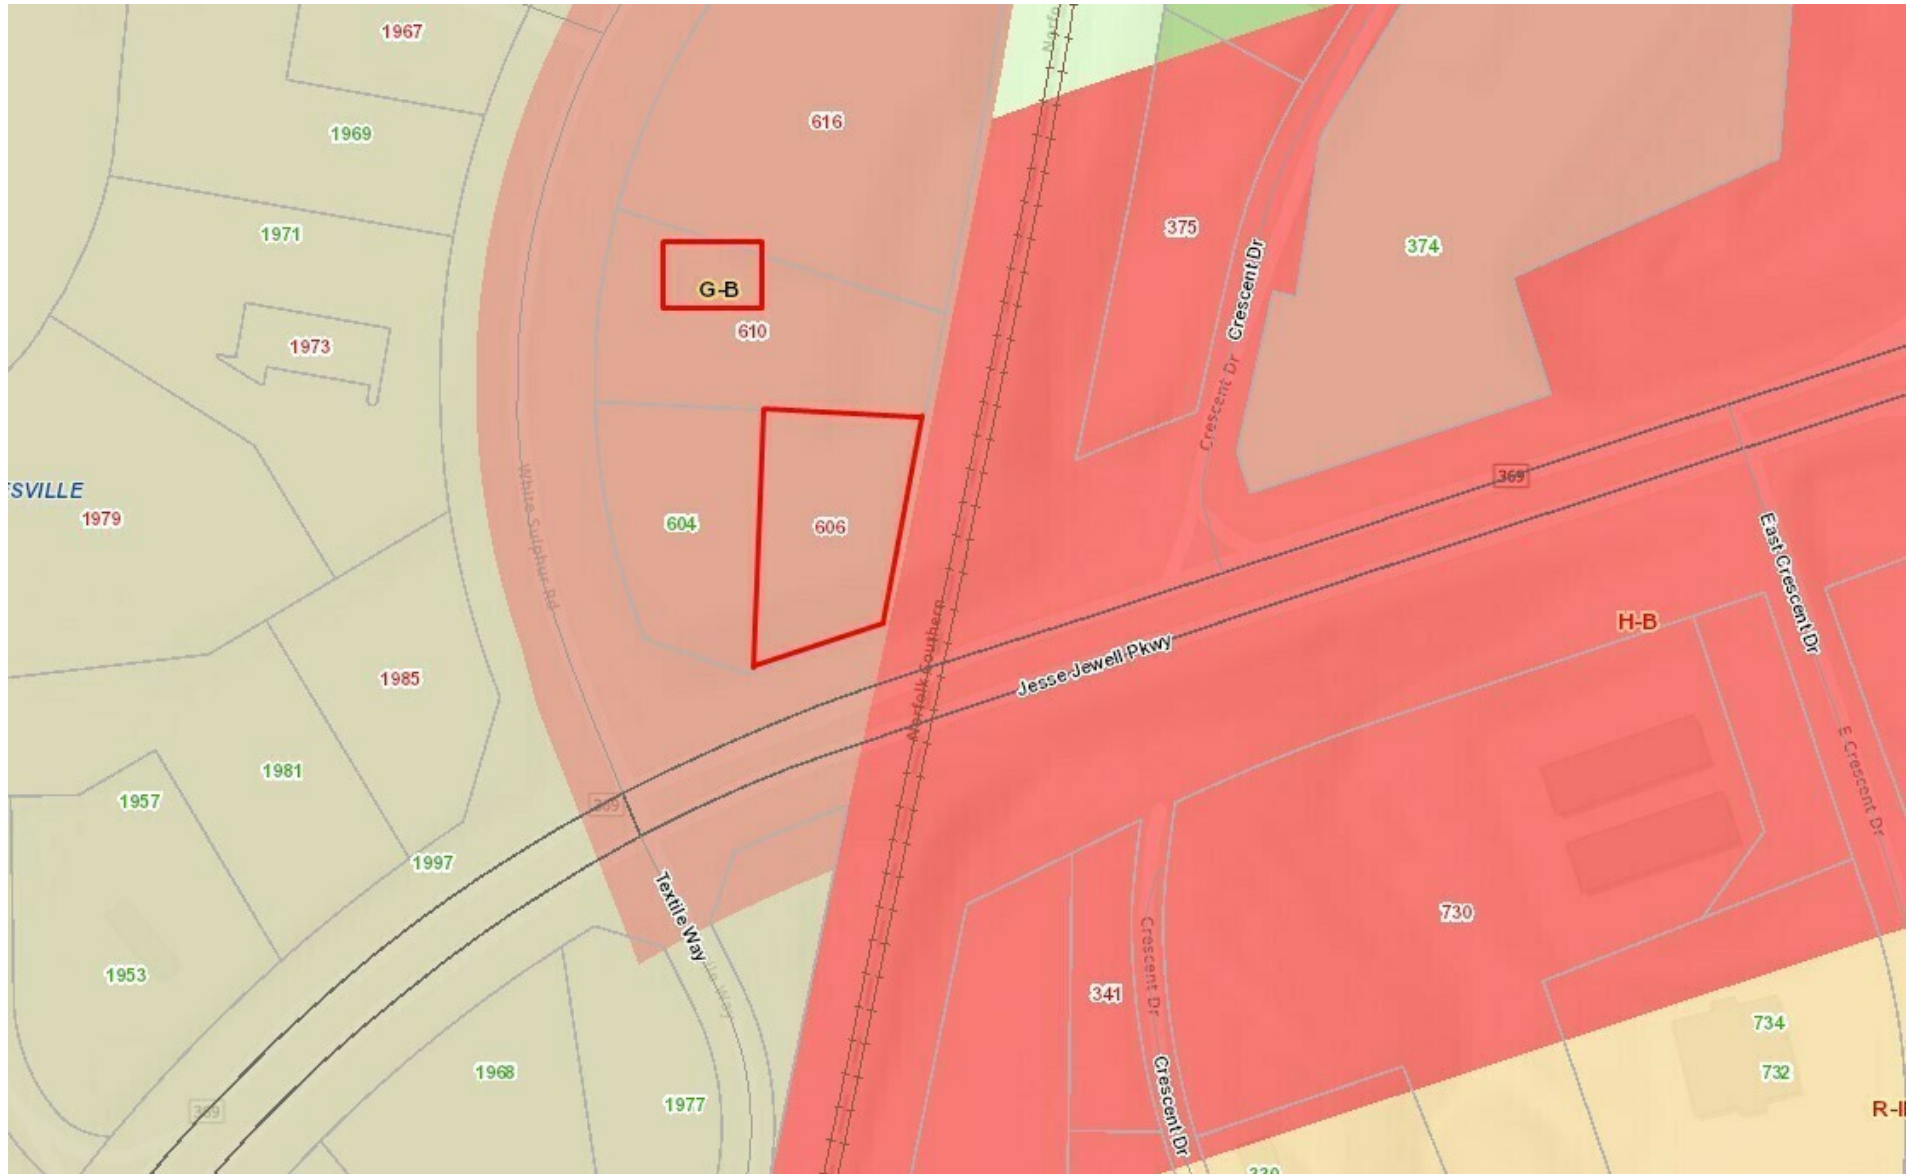 1967
Norfo
1969
616
1971
375
374
Crescent Dr
G-B
610
1973
Crescent Dr
369
ESVILLE
1979
White Sulphur Rd
604
606
East Crescent Dr
H-B
Norfolk Southern
Jesse Jewell Pkwy
1985
1981
1957
369
E Crescent Dr
1997
Textile Way
730
1953
Crescent Dr
341
734
1968
732
Crescent Dr
1977
369